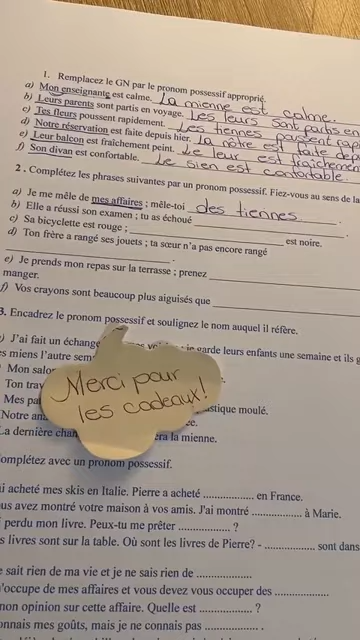 1. Remplacez le GN par le pronom possessif approprié.
a) Mon enseignante est calme. La mienne est calme.
b) Leurs parents sont partis en voyage. Les leurs sont partis en
c) Tes fleurs poussent rapidement. Les tiennes poussent rap
d) Notre réservation est faite depuis hier. la nôtre est faite dep
e) Leur balcon est fraîchement peint. Le leur est fraîchemen
f) Son divan est confortable. Le sien est confortable.
2. Complétez les phrases suivantes par un pronom possessif. Fiez-vous au sens de la
a) Je me mêle de mes affaires ; mêle-toi des tiennes
b) Elle a réussi son examen ; tu as échoué
c) Sa bicyclette est rouge ; est noire.
d) Ton frère a rangé ses jouets ; ta sœur n'a pas encore rangé
e) Je prends mon repas sur la terrasse ; prenez
manger.
f) Vos crayons sont beaucoup plus aiguisés que
3. Encadrez le pronom possessif et soulignez le nom auquel il réfère.
J'ai fait un échange je garde leurs enfants une semaine et ils
es miens l'autre sem
Mon salon
Ton
Merci pour
les cadeaux!
stique moulé.
Notre
La dernière era la mienne.
omplétez avec un pronom possessif.
ai acheté mes skis en Italie. Pierre a acheté .................. en France.
us avez montré votre maison à vos amis. J'ai montré .................. à Marie.
perdu mon livre. Peux-tu me prêter .................. ?
s livres sont sur la table. Où sont les livres de Pierre? - .................. sont dans
e sait rien de ma vie et je ne sais rien de ..................
'occupe de mes affaires et vous devez vous occuper des ..................
non opinion sur cette affaire. Quelle est .................. ?
onnais mes goûts, mais je ne connais pas ..................